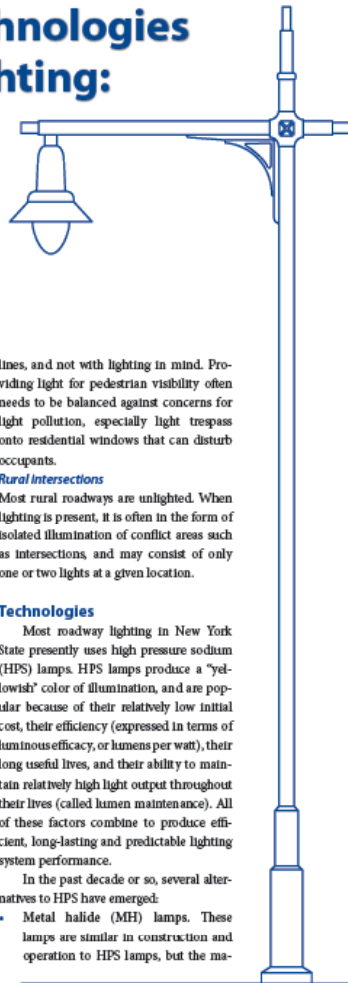 hnologies
hting:
lines, and not with lighting in mind. Pro-
viding light for pedestrian visibility often
needs to be balanced against concerns for
light pollution, especially light trespass
onto residential windows that can disturb
occupants.
Rural Intersections
Most rural roadways are unlighted. When
lighting is present, it is often in the form of
isolated illumination of conflict areas such
as intersections, and may consist of only
one or two lights at a given location.
Technologies
Most roadway lighting in New York
State presently uses high pressure sodium
(HPS) lamps. HPS lamps produce a "yel-
lowish" color of illumination, and are pop-
ular because of their relatively low initial
cost, their efficiency (expressed in terms of
luminous efficacy, or lumens per watt), their
long useful lives, and their ability to main-
tain relatively high light output throughout
their lives (called lumen maintenance). All
of these factors combine to produce effi-
cient, long-lasting and predictable lighting
system performance.
In the past decade or so, several alter-
natives to HPS have emerged:
• Metal halide (MH) lamps. These
lamps are similar in construction and
operation to HPS lamps, but the ma-